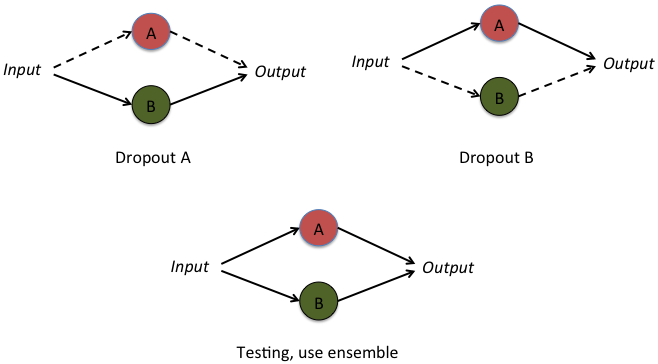 A
Input
Output
B
Dropout A
A
Input
Output
B
Dropout B
A
Input
Output
B
Testing, use ensemble